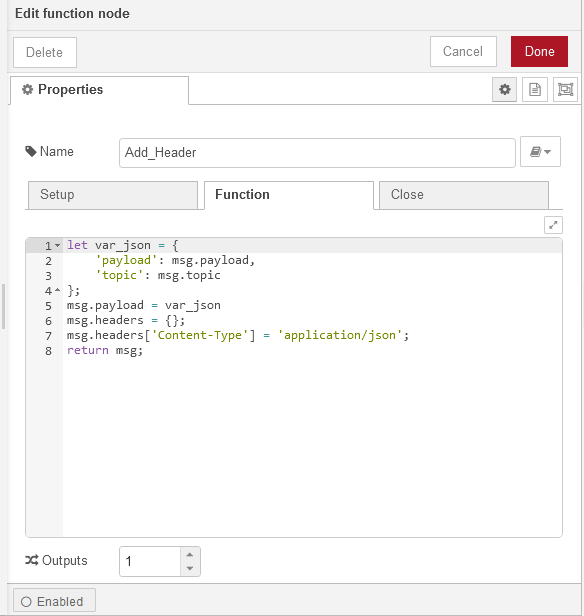 Edit function node
Delete Cancel Done
Properties
Name Add_Header
Setup Function Close
1 let var_json = {
2 'payload': msg.payload,
3 'topic': msg.topic
4 };
5 msg.payload = var_json
6 msg.headers = {};
7 msg.headers['Content-Type'] = 'application/json';
8 return msg;
Outputs 1
Enabled